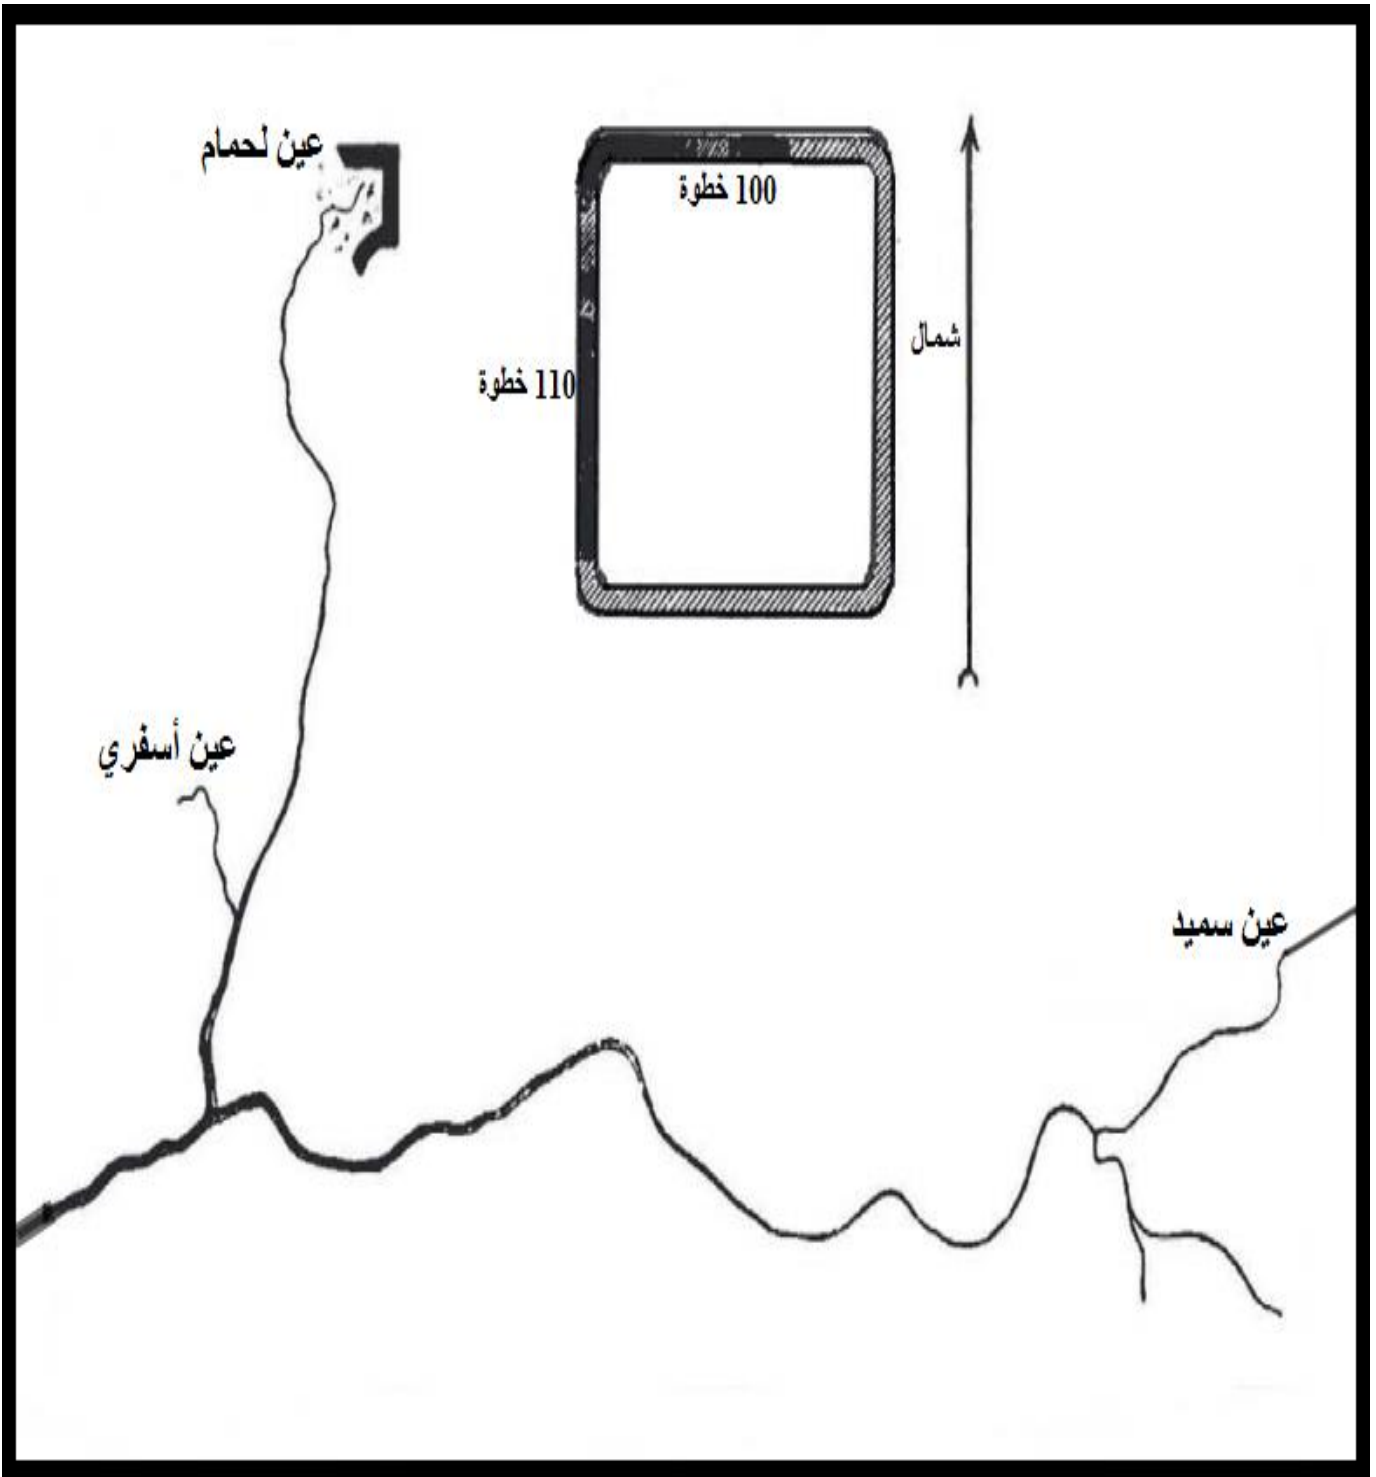 عين لحمام
100 خطوة
شمال
110 خطوة
عين أسفري
عين سميد